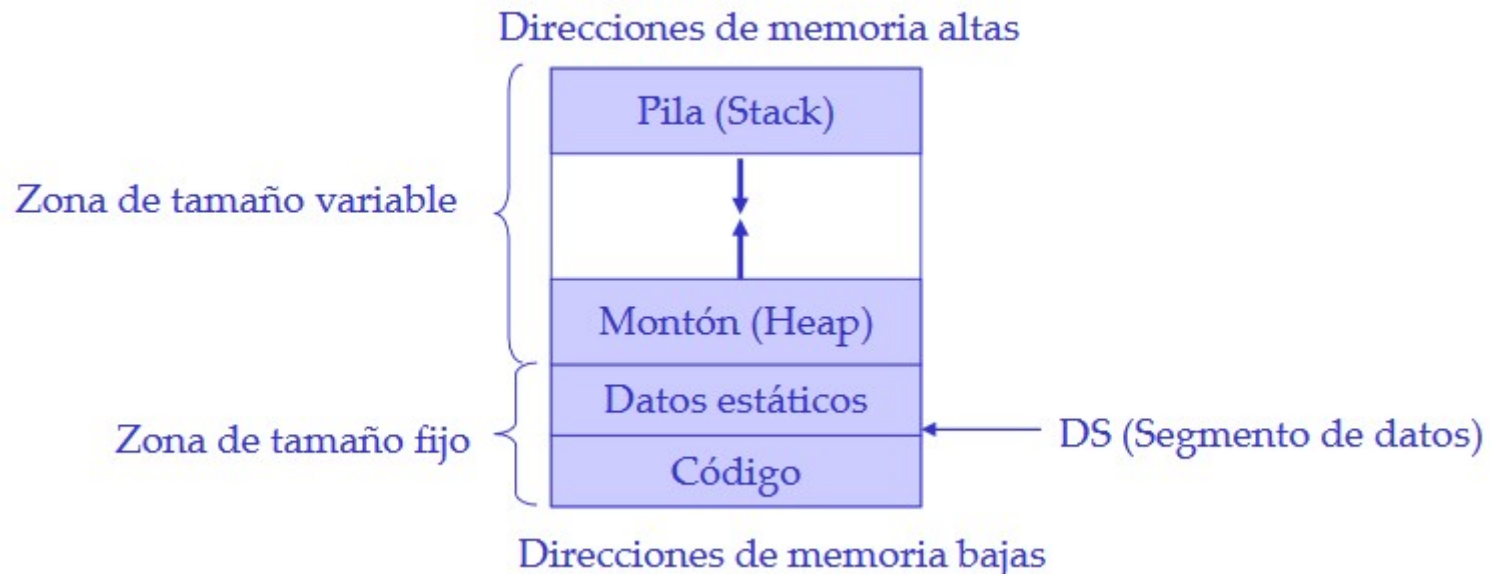 Direcciones de memoria altas
Pila (Stack)
Zona de tamaño variable
Montón (Heap)
Datos estáticos
Zona de tamaño fijo
DS (Segmento de datos)
Código
Direcciones de memoria bajas